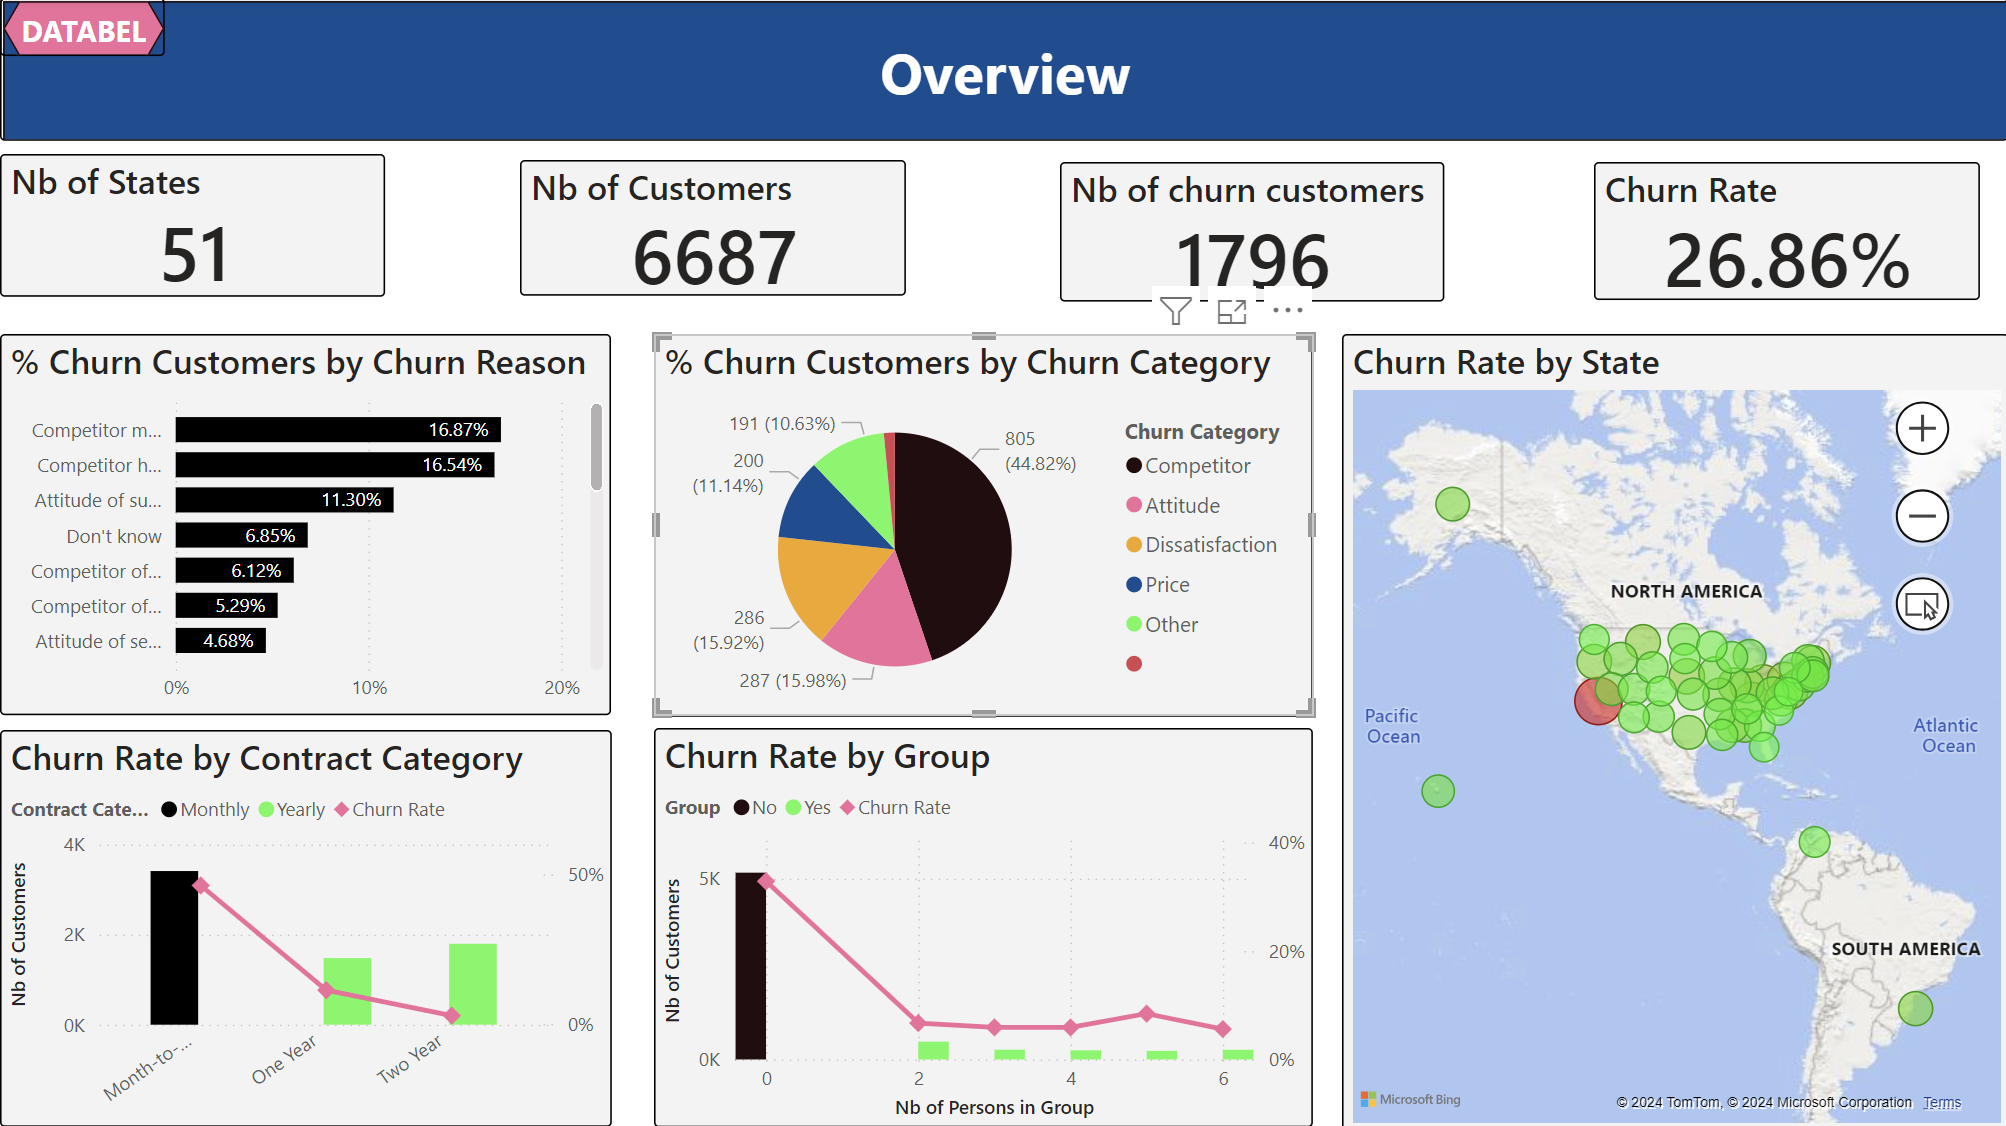 DATABEL
Overview
Nb of States
51
Nb of Customers
6687
Nb of churn customers
1796
Churn Rate
26.86%
% Churn Customers by Churn Reason
Competitor m...
16.87%
Competitor h...
16.54%
Attitude of su...
11.30%
Don't know
6.85%
Competitor of...
6.12%
Competitor of...
5.29%
Attitude of se...
4.68%
0%
10%
20%
% Churn Customers by Churn Category
191 (10.63%)
805
(44.82%)
200
(11.14%)
286
(15.92%)
287 (15.98%)
Churn Category
Competitor
Attitude
Dissatisfaction
Price
Other
Churn Rate by State
NORTH AMERICA
Pacific
Ocean
Atlantic
Ocean
SOUTH AMERICA
Microsoft Bing
© 2024 TomTom, © 2024 Microsoft Corporation Terms
Churn Rate by Contract Category
Contract Cate... Monthly Yearly Churn Rate
Nb of Customers
4K
2K
0K
50%
0%
Month-to-...
One Year
Two Year
Churn Rate by Group
Group No Yes Churn Rate
Nb of Customers
5K
0K
40%
20%
0%
0
2
4
6
Nb of Persons in Group